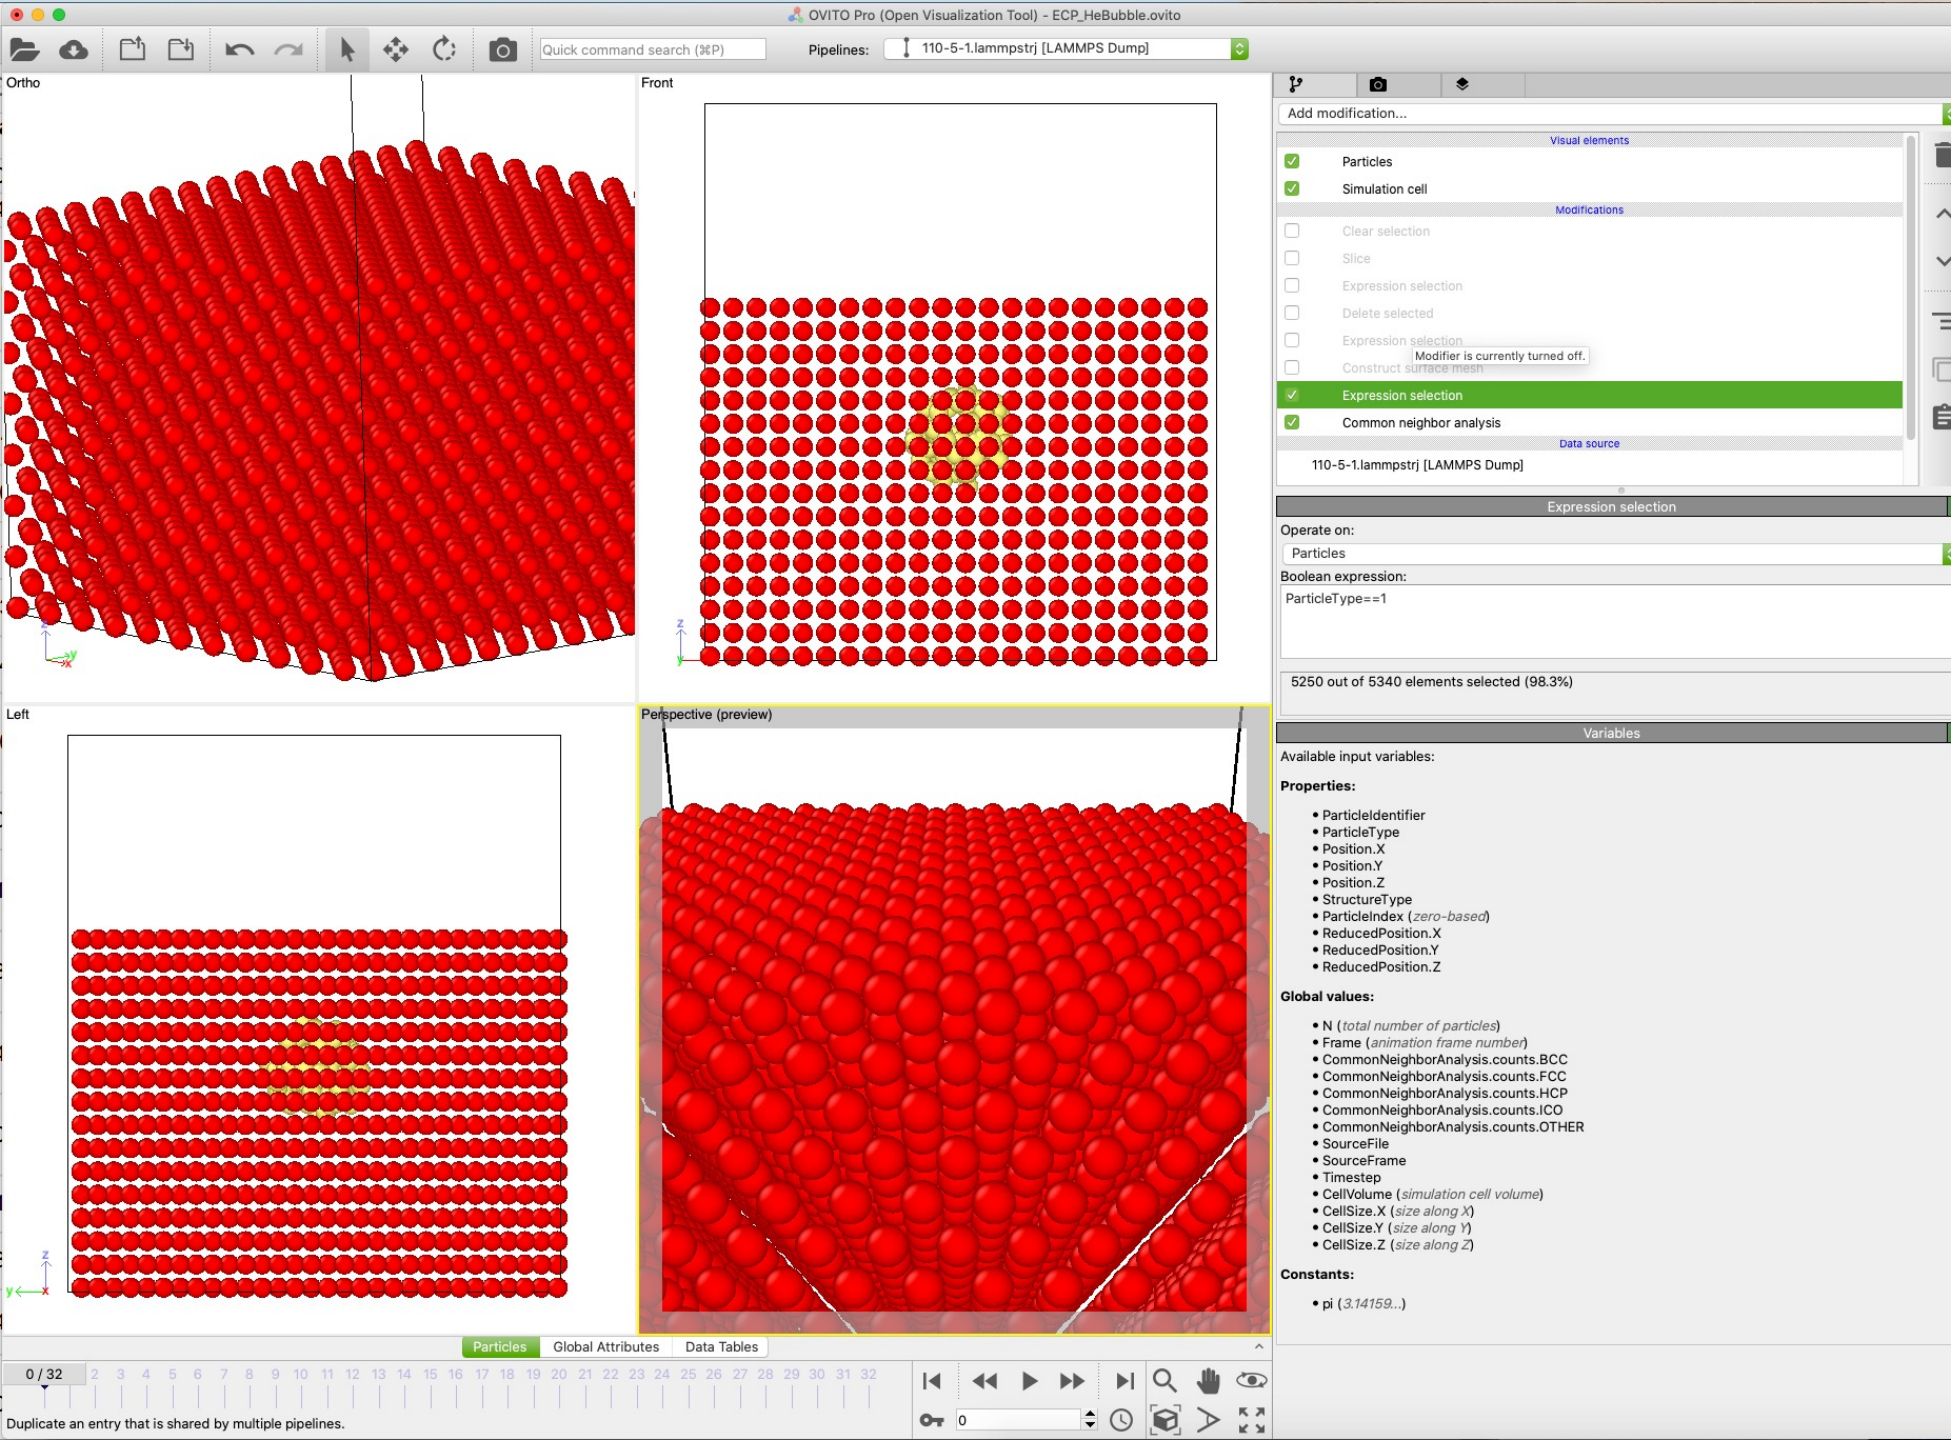 OVITO Pro (Open Visualization Tool) - ECP_HeBubble.ovito
Quick command search (⌘P)
Pipelines:
110-5-1.lammpstrj [LAMMPS Dump]
Ortho
z
y
x
Front
z
y
Left
z
y
x
Perspective (preview)
Add modification...
Visual elements
Particles
Simulation cell
Modifications
Clear selection
Slice
Expression selection
Delete selected
Expression selection
Modifier is currently turned off.
Construct surface mesh
Expression selection
Common neighbor analysis
Data source
110-5-1.lammpstrj [LAMMPS Dump]
Expression selection
Operate on:
Particles
Boolean expression:
ParticleType==1
5250 out of 5340 elements selected (98.3%)
Variables
Available input variables:
Properties:
• ParticleIdentifier
• ParticleType
• Position.X
• Position.Y
• Position.Z
• StructureType
• ParticleIndex (zero-based)
• ReducedPosition.X
• ReducedPosition.Y
• ReducedPosition.Z
Global values:
• N (total number of particles)
• Frame (animation frame number)
• CommonNeighborAnalysis.counts.BCC
• CommonNeighborAnalysis.counts.FCC
• CommonNeighborAnalysis.counts.HCP
• CommonNeighborAnalysis.counts.ICO
• CommonNeighborAnalysis.counts.OTHER
• SourceFile
• SourceFrame
• Timestep
• CellVolume (simulation cell volume)
• CellSize.X (size along X)
• CellSize.Y (size along Y)
• CellSize.Z (size along Z)
Constants:
• pi (3.14159...)
Particles Global Attributes Data Tables
0 / 32 2 3 4 5 6 7 8 9 10 11 12 13 14 15 16 17 18 19 20 21 22 23 24 25 26 27 28 29 30 31 32
0
Duplicate an entry that is shared by multiple pipelines.